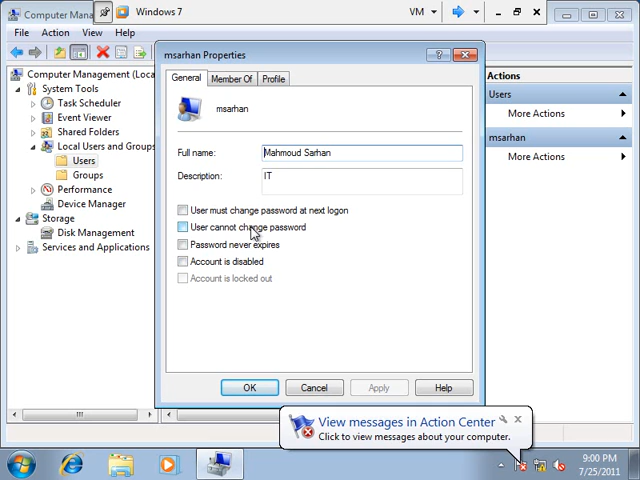 Computer Mana
Windows 7
VM
File
Action
View
Help
msarhan Properties
General
Member Of
Profile
msarhan
Full name:
Mahmoud Sarhan
Description:
IT
User must change password at next logon
User cannot change password
Password never expires
Account is disabled
Account is locked out
OK
Cancel
Apply
Help
Computer Management (Loca
System Tools
Task Scheduler
Event Viewer
Shared Folders
Local Users and Groups
Users
Groups
Performance
Device Manager
Storage
Disk Management
Services and Applications
Actions
Users
More Actions
msarhan
More Actions
View messages in Action Center
Click to view messages about your computer.
9:00 PM
7/25/2011